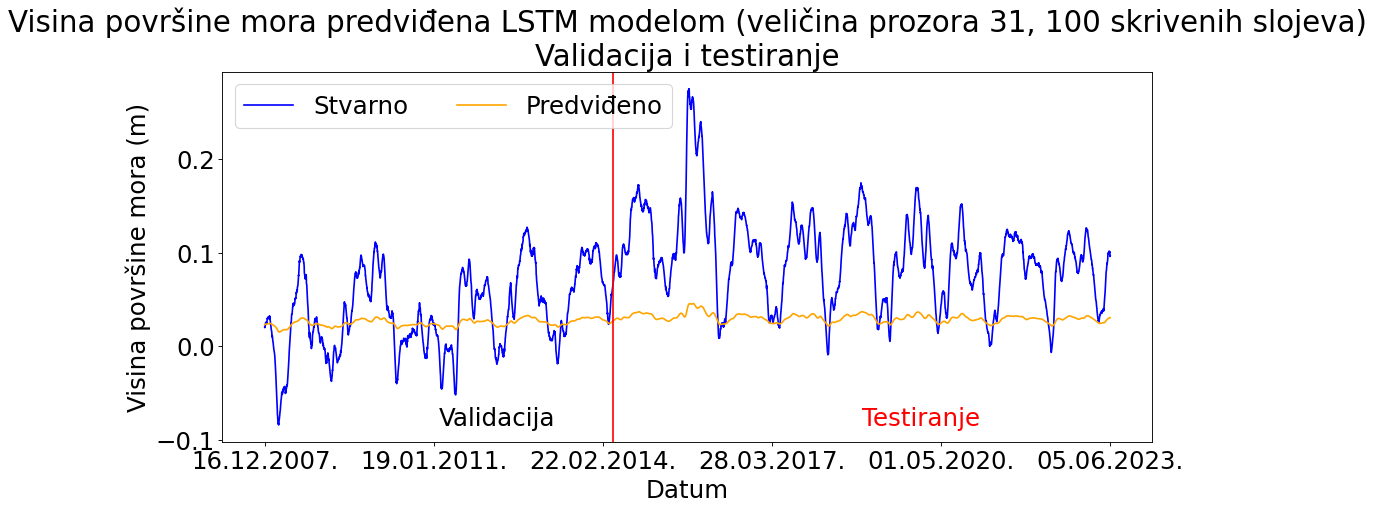 Visina površine mora predviđena LSTM modelom (veličina prozora 31, 100 skrivenih slojeva)
Validacija i testiranje
Stvarno
Predviđeno
Visina površine mora (m)
0.2
0.1
0.0
−0.1
Validacija
Testiranje
16.12.2007.
19.01.2011.
22.02.2014.
28.03.2017.
01.05.2020.
05.06.2023.
Datum